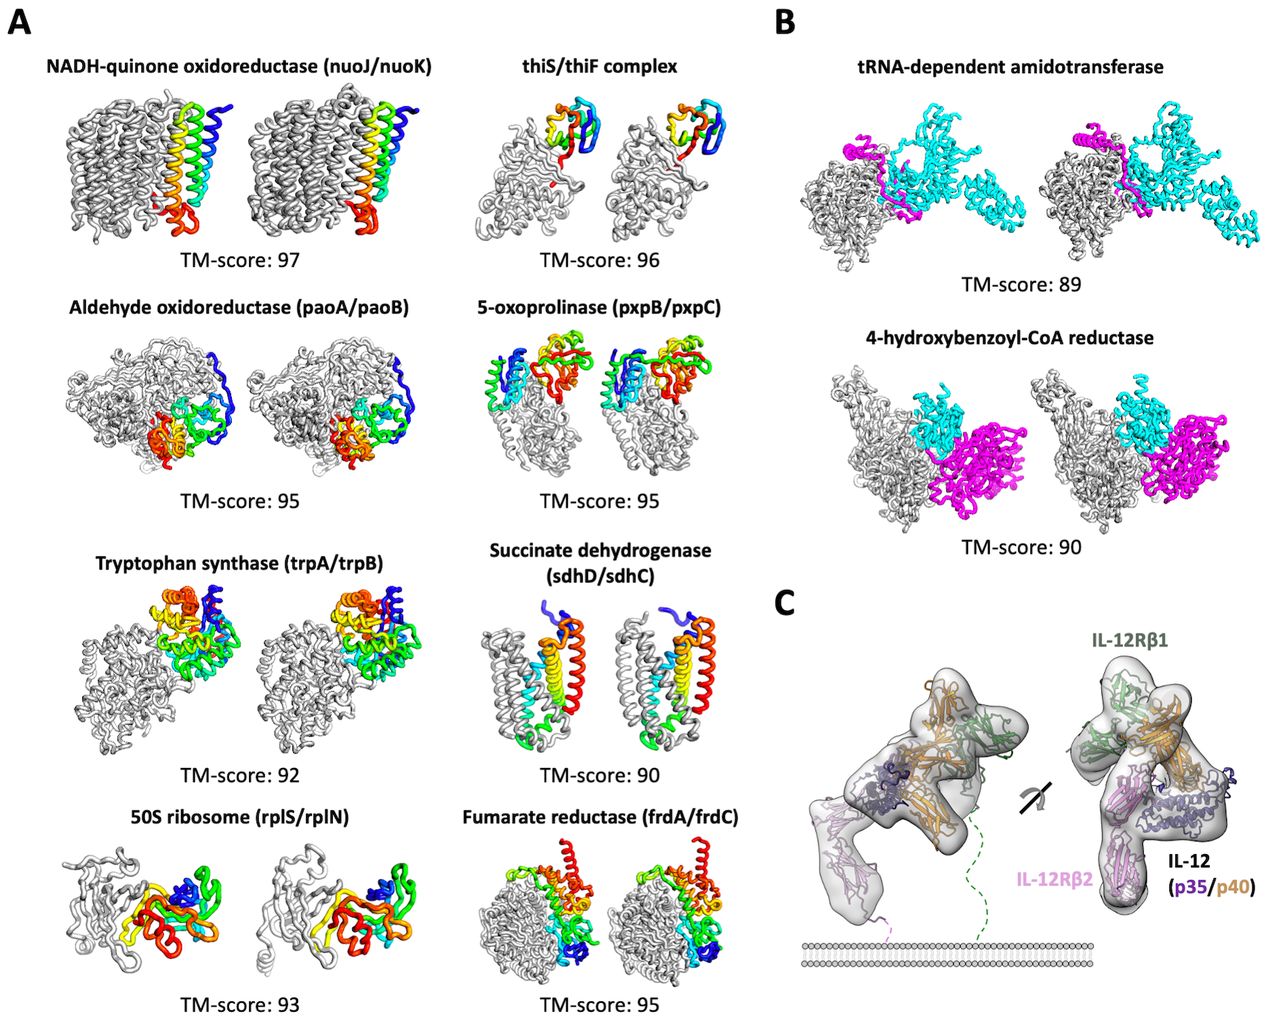 A
NADH-quinone oxidoreductase (nuoJ/nuoK)
TM-score: 97
thiS/thiF complex
TM-score: 96
Aldehyde oxidoreductase (paoA/paoB)
TM-score: 95
5-oxoprolinase (pxpB/pxpC)
TM-score: 95
Tryptophan synthase (trpA/trpB)
TM-score: 92
Succinate dehydrogenase
(sdhD/sdhC)
TM-score: 90
50S ribosome (rplS/rplN)
TM-score: 93
Fumarate reductase (frdA/frdC)
TM-score: 95
B
tRNA-dependent amidotransferase
TM-score: 89
4-hydroxybenzoyl-CoA reductase
TM-score: 90
C
IL-12Rβ1
IL-12Rβ2
IL-12
(p35/p40)